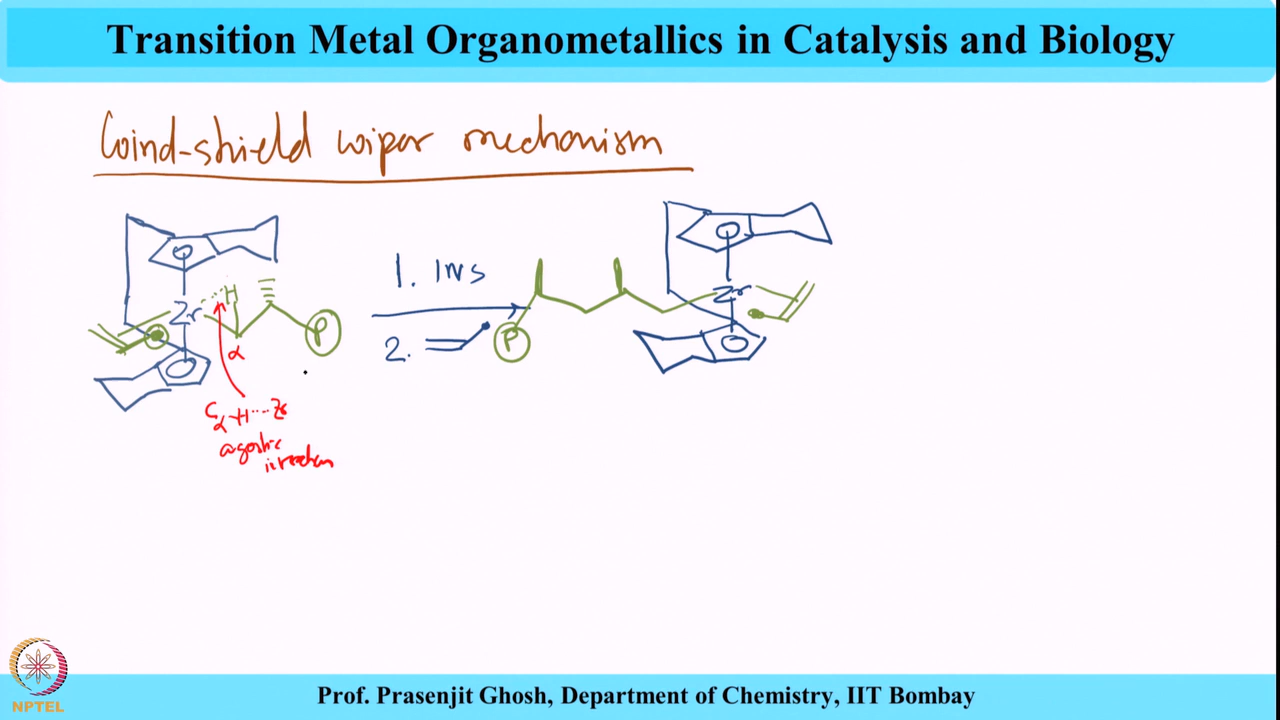 Transition Metal Organometallics in Catalysis and Biology
Wind-shield wiper mechanism
Zr
H
P
α
Cα-H····Zr
agostic
1. Ins
2.
P
Zr
NPTEL
Prof. Prasenjit Ghosh, Department of Chemistry, IIT Bombay